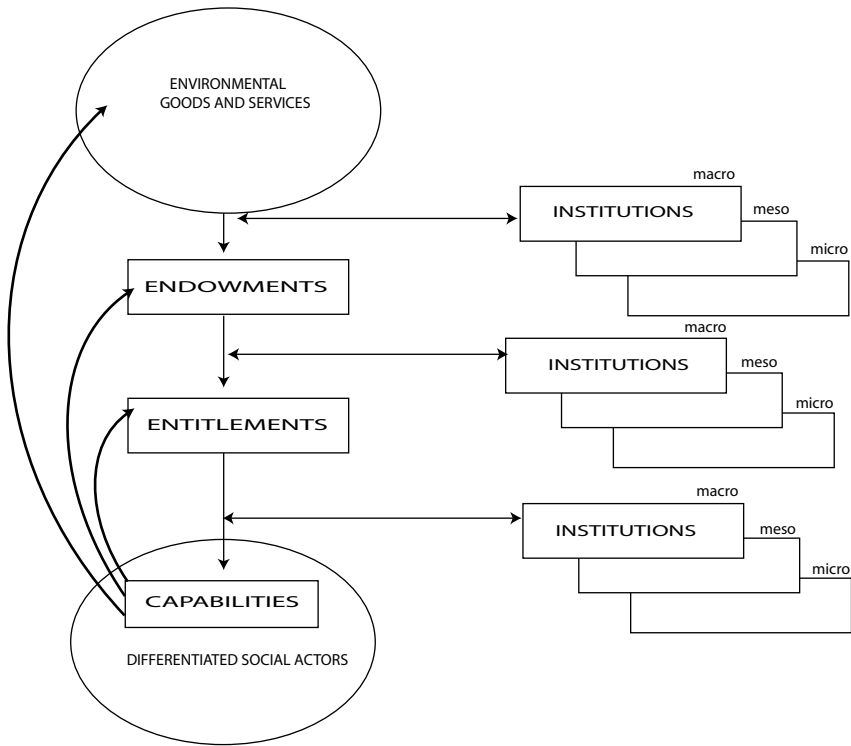 ENVIRONMENTAL
GOODS AND SERVICES
macro
INSTITUTIONS
meso
micro
ENDOWMENTS
macro
INSTITUTIONS
meso
micro
ENTITLEMENTS
macro
INSTITUTIONS
meso
micro
CAPABILITIES
DIFFERENTIATED SOCIAL ACTORS